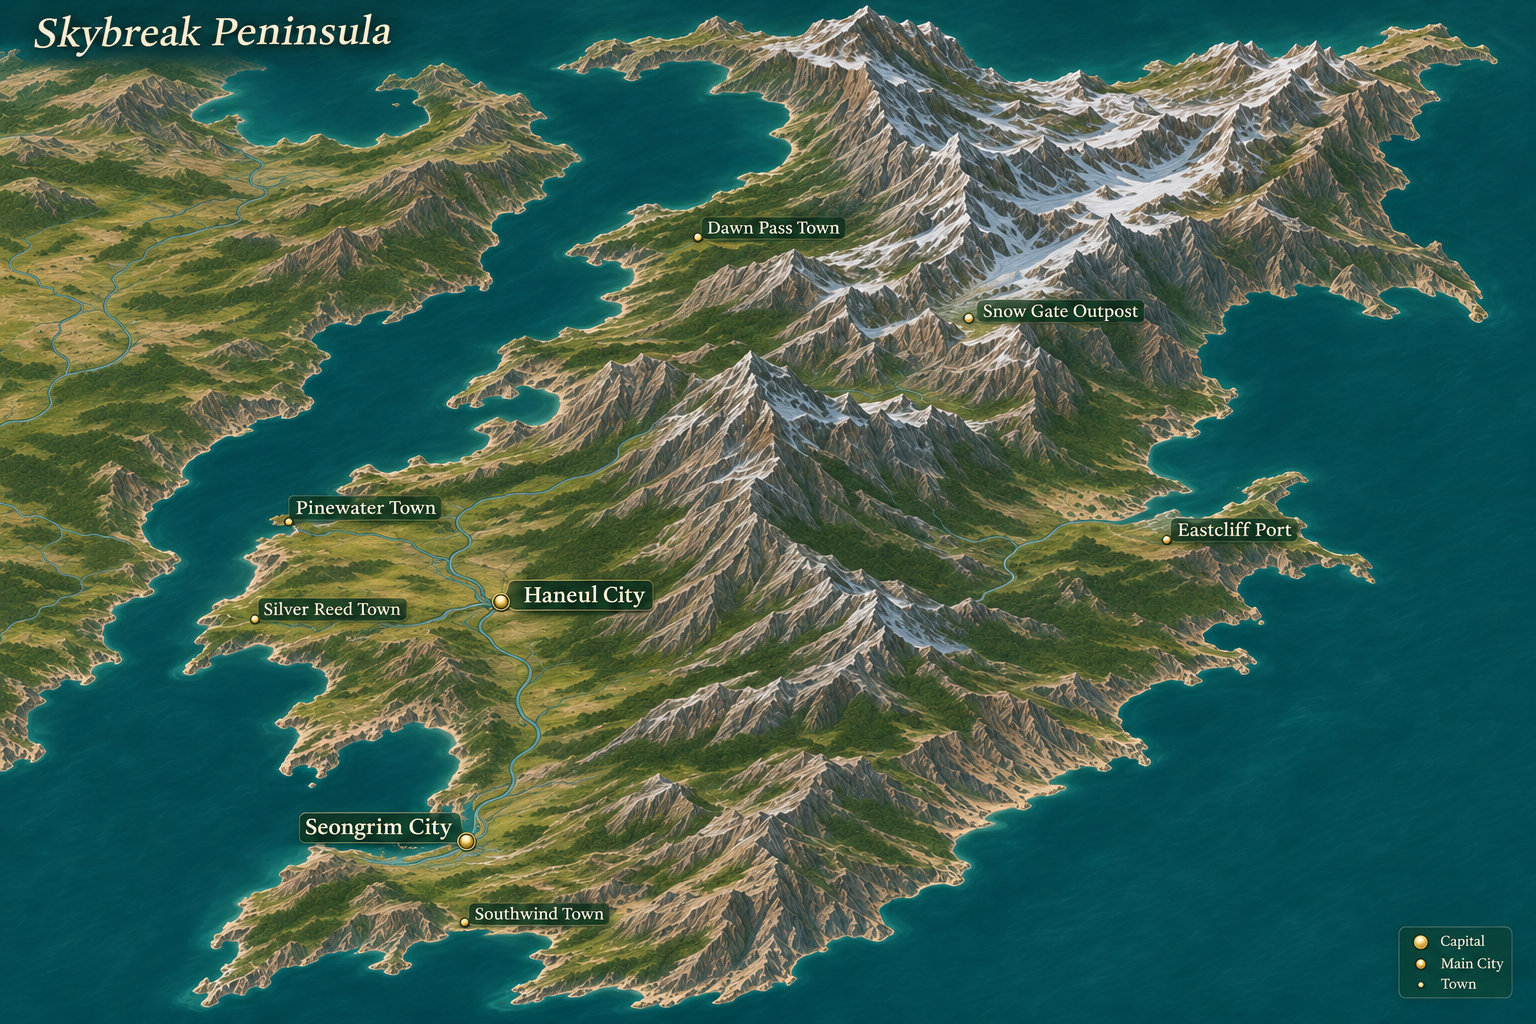 Skybreak Peninsula
Dawn Pass Town
Snow Gate Outpost
Pinewater Town
Eastcliff Port
Haneul City
Silver Reed Town
Seongrim City
Southwind Town
Capital
Main City
Town